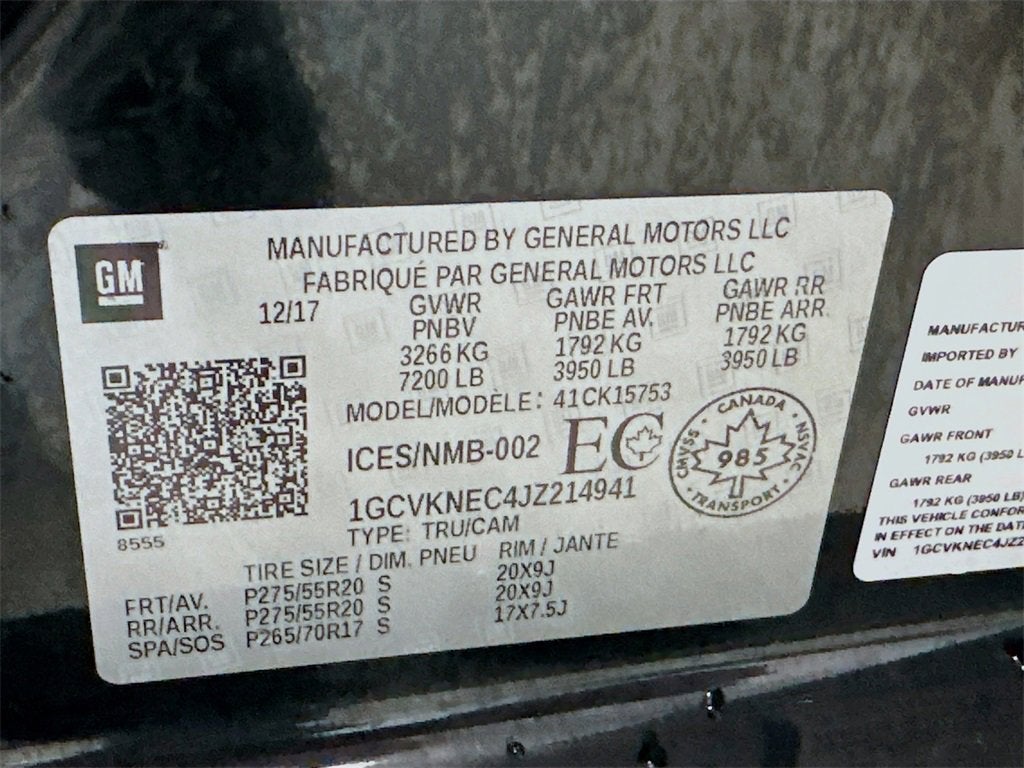 GM
MANUFACTURED BY GENERAL MOTORS LLC
FABRIQUÉ PAR GENERAL MOTORS LLC
12/17
GVWR GAWR FRT GAWR RR
PNBV PNBE AV. PNBE ARR.
3266 KG 1792 KG 1792 KG
7200 LB 3950 LB 3950 LB
MODEL/MODÈLE: 41CK15753
ICES/NMB-002 EC
CANADA
CMVSS 985 NSVAC
TRANSPORT
1GCVKNEC4JZ214941
TYPE: TRU/CAM
8555
TIRE SIZE / DIM. PNEU RIM / JANTE
FRT/AV. P275/55R20 S 20X9J
RR/ARR. P275/55R20 S 20X9J
SPA/SOS P265/70R17 S 17X7.5J
MANUFACTUR
IMPORTED BY
DATE OF MANUF
GVWR
GAWR FRONT
1792 KG (3950 L
GAWR REAR
1792 KG (3950 LB)
THIS VEHICLE CONFOR
IN EFFECT ON THE DAT
VIN 1GCVKNEC4JZ2